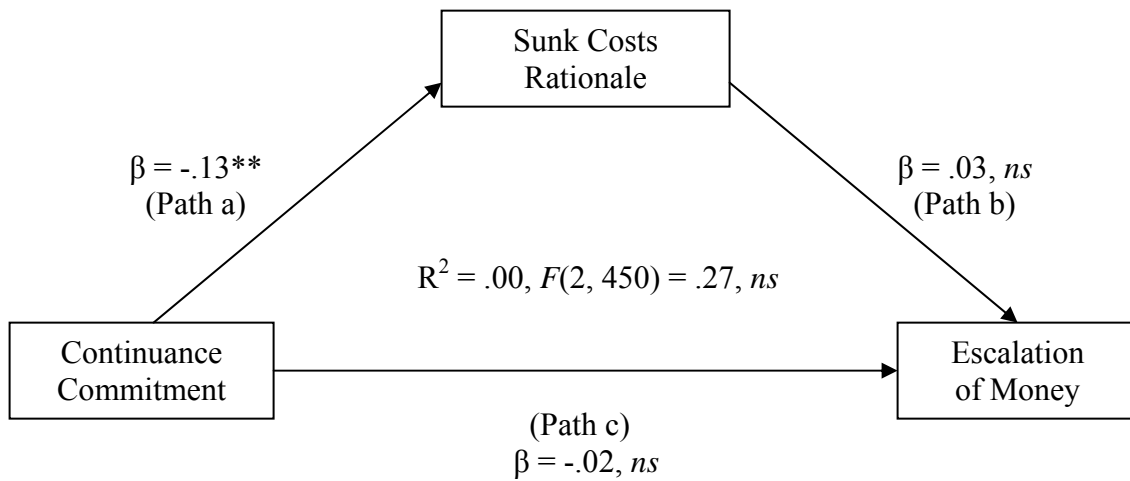 Sunk Costs
Rationale
β = -.13**
(Path a)
β = .03, ns
(Path b)
R² = .00, F(2, 450) = .27, ns
Continuance
Commitment
Escalation
of Money
(Path c)
β = -.02, ns